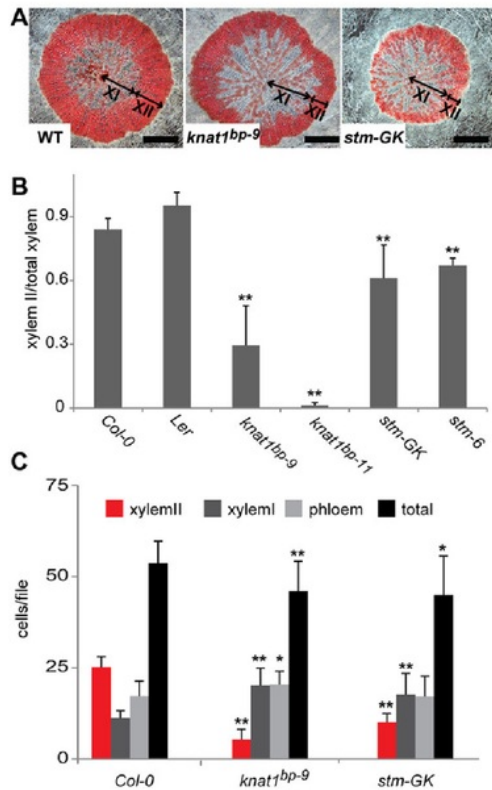 A
XI
XII
WT
XI
XII
knat1bp-9
XI
XII
stm-GK
B
xylem II/total xylem
0.9
0.6
0.3
0
**
**
**
**
Col-0
Ler
knat1bp-9
knat1bp-11
stm-GK
stm-6
C
cells/file
75
50
25
0
xylemII
xylemI
phloem
total
**
**
*
**
**
**
*
Col-0
knat1bp-9
stm-GK